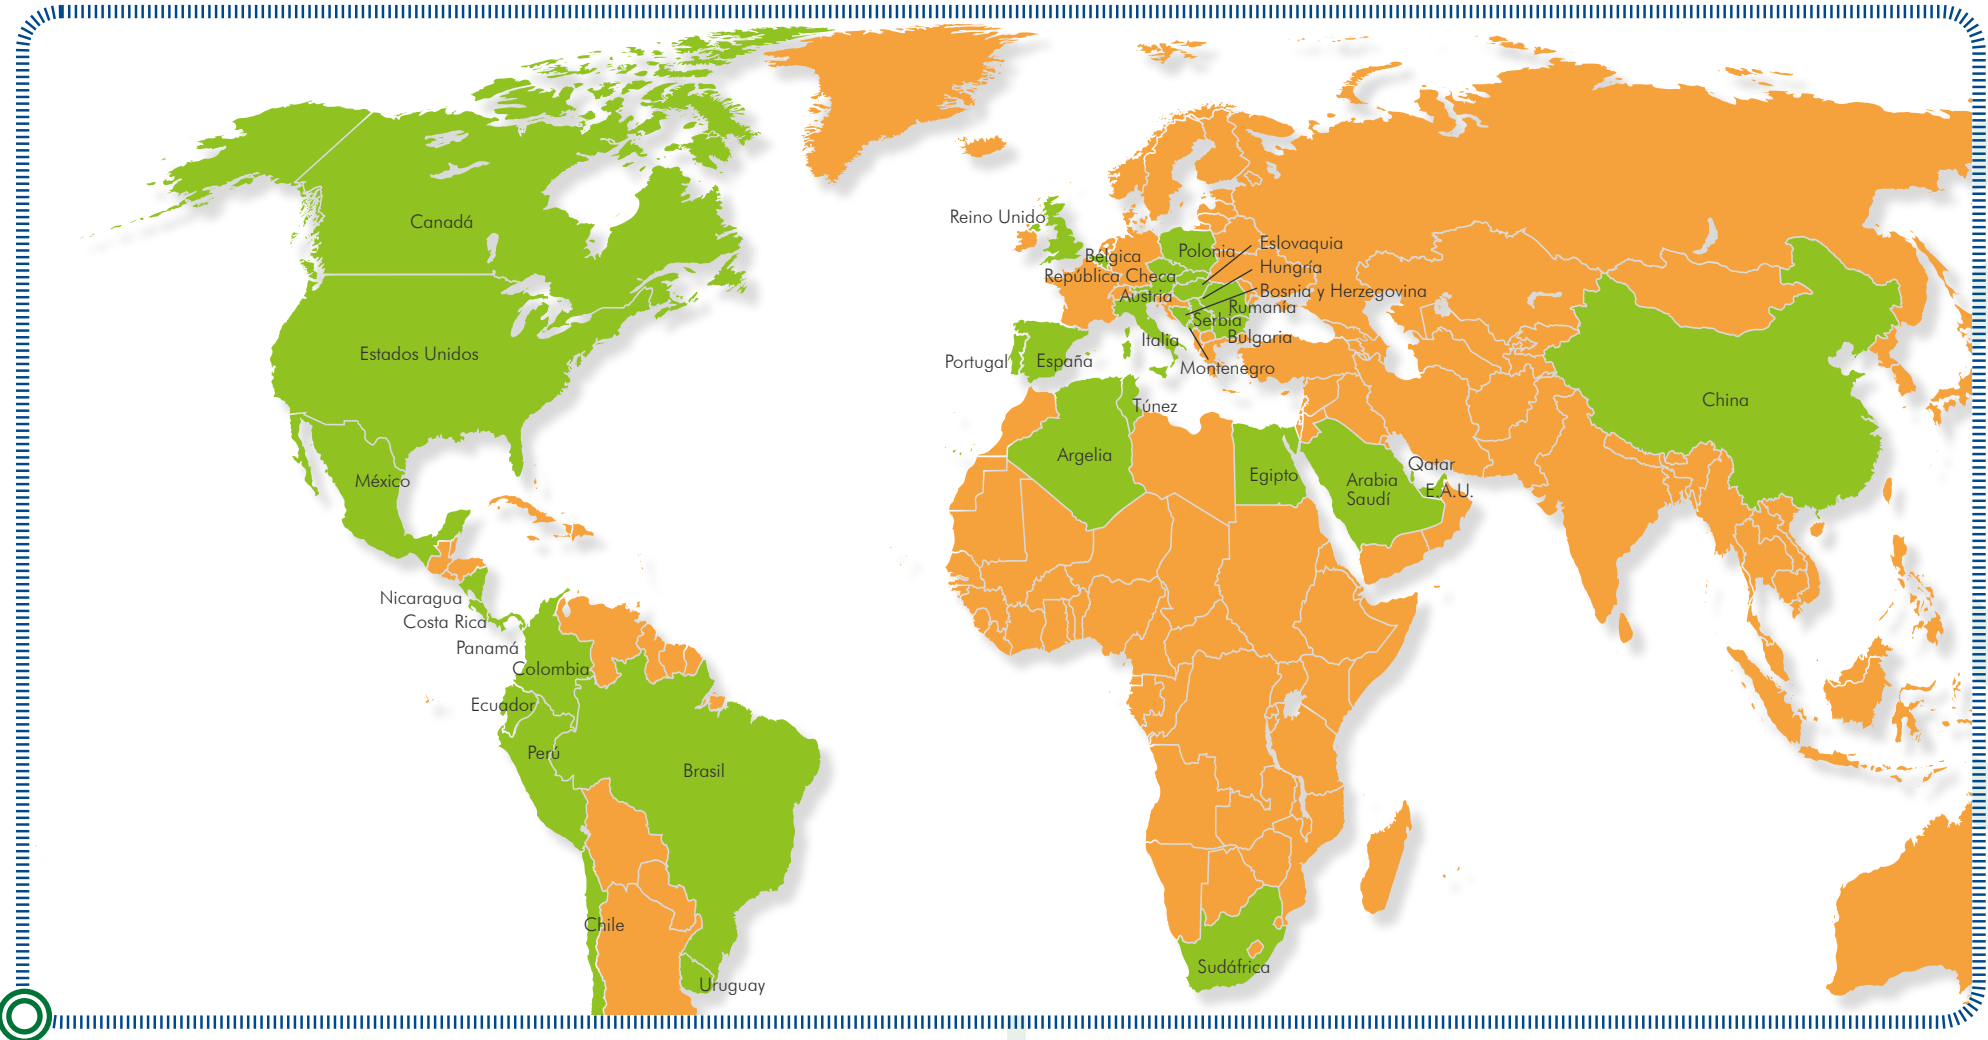 Canadá
Estados Unidos
México
Nicaragua
Costa Rica
Panamá
Colombia
Ecuador
Perú
Brasil
Chile
Uruguay
Reino Unido
Bélgica
Polonia
Eslovaquia
República Checa
Hungría
Austria
Bosnia y Herzegovina
Rumanía
Serbia
Italia
Bulgaria
Portugal
España
Montenegro
Túnez
Argelia
Egipto
Arabia
Saudí
Qatar
E.A.U.
China
Sudáfrica